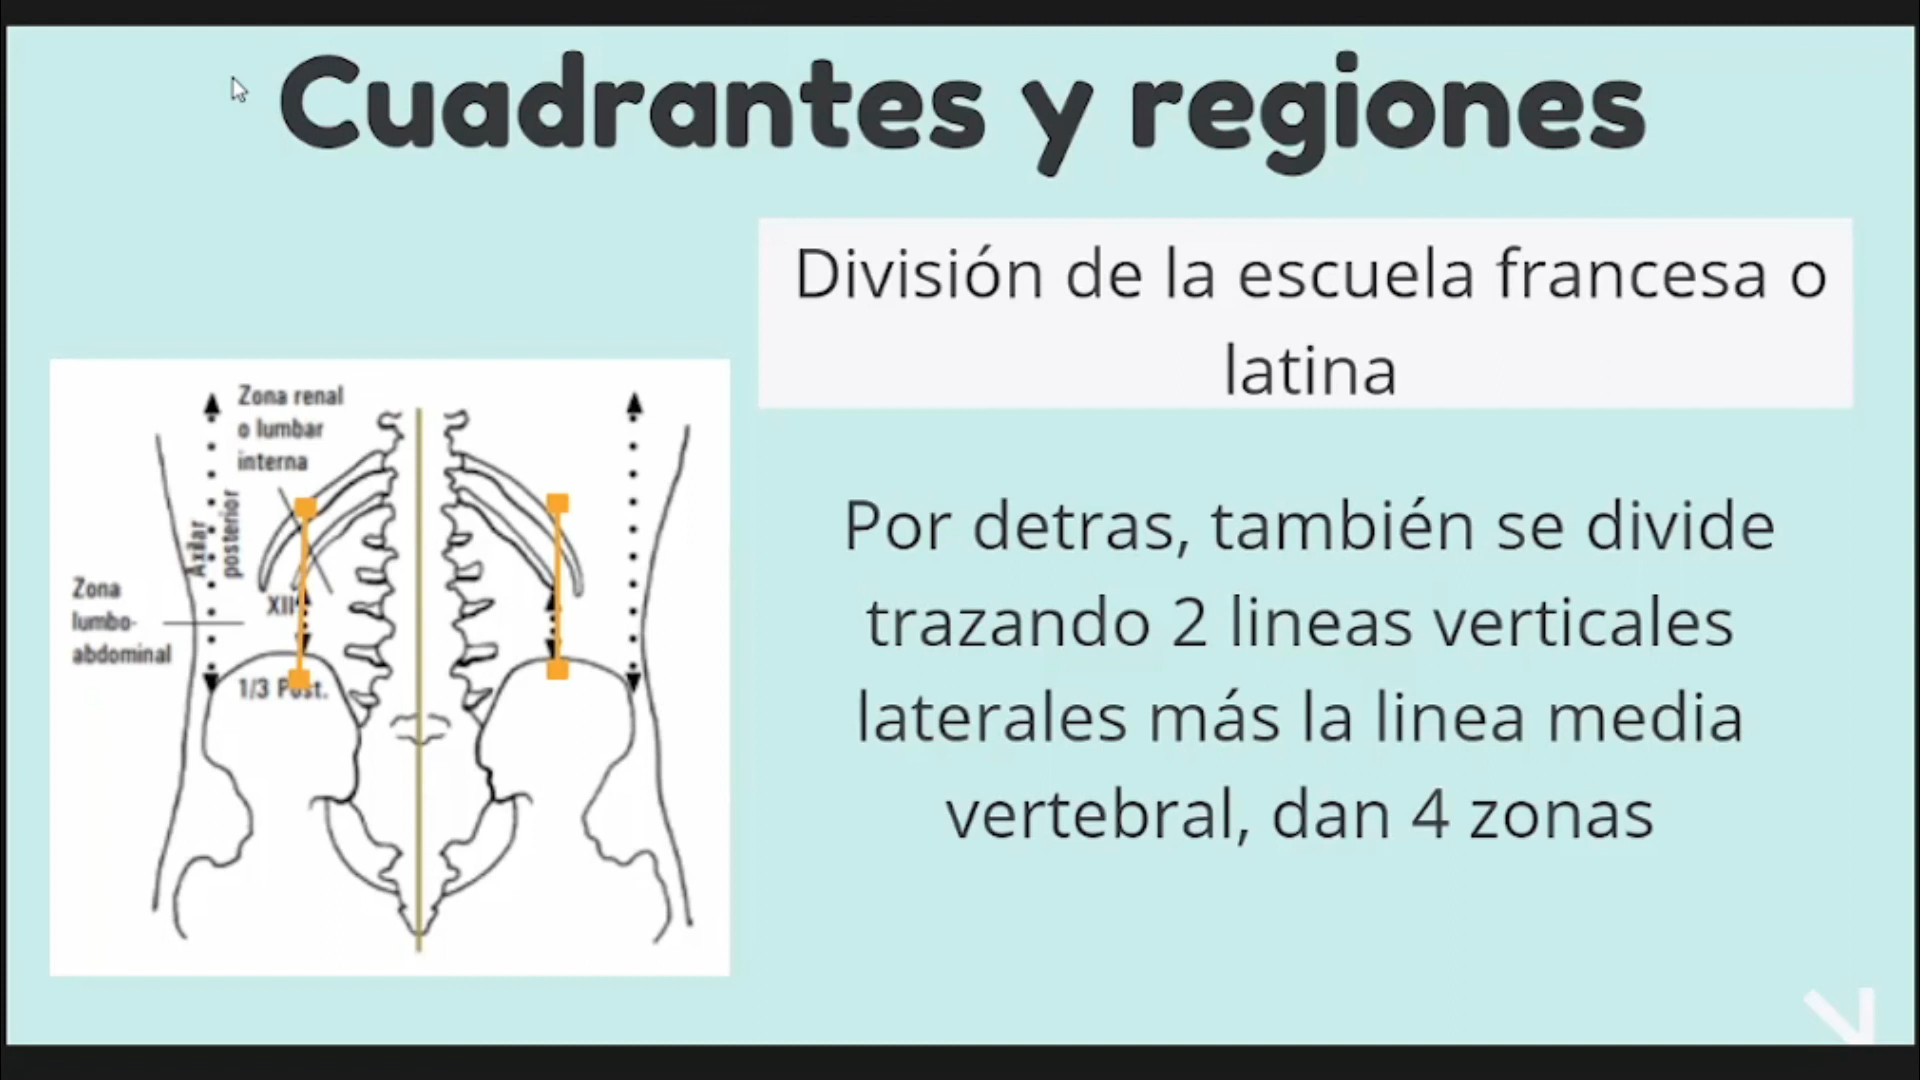 Cuadrantes y regiones
División de la escuela francesa o
latina
Zona renal
o lumbar
interna
Axilar
posterior
Zona
lumbo-
abdominal
XII
1/3 Post.
Por detras, también se divide
trazando 2 lineas verticales
laterales más la linea media
vertebral, dan 4 zonas